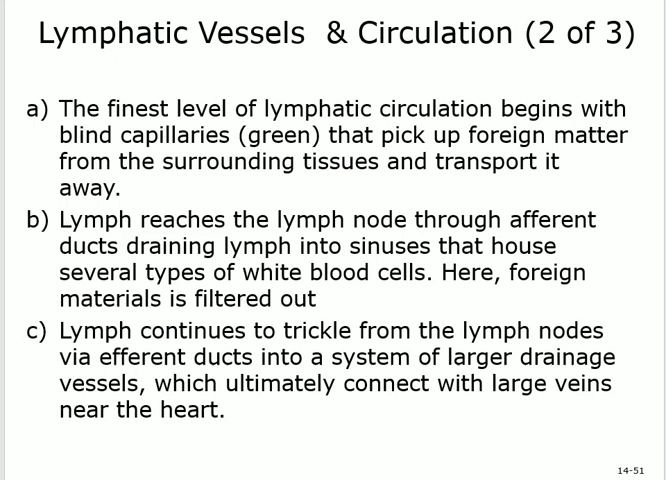 Lymphatic Vessels & Circulation (2 of 3)
a) The finest level of lymphatic circulation begins with
blind capillaries (green) that pick up foreign matter
from the surrounding tissues and transport it
away.
b) Lymph reaches the lymph node through afferent
ducts draining lymph into sinuses that house
several types of white blood cells. Here, foreign
materials is filtered out
c) Lymph continues to trickle from the lymph nodes
via efferent ducts into a system of larger drainage
vessels, which ultimately connect with large veins
near the heart.
14-51